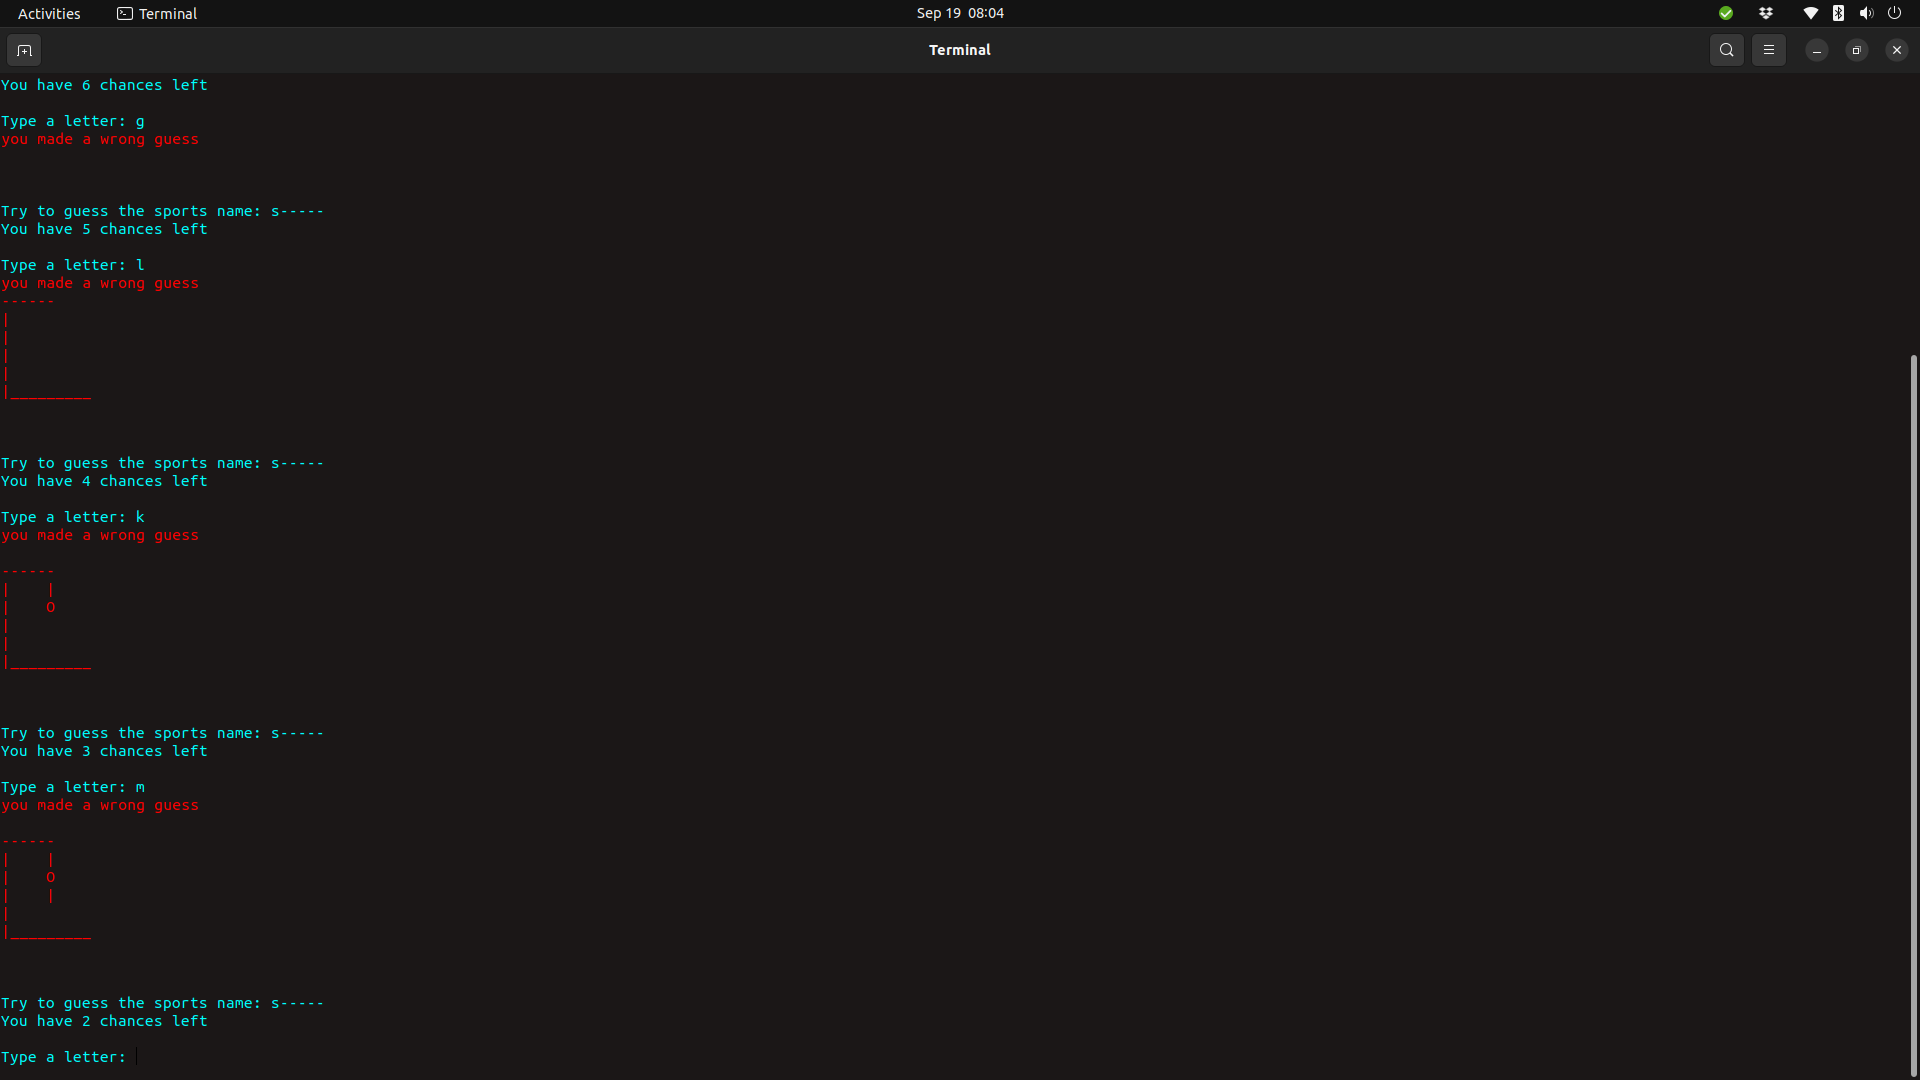 Activities
Terminal
Sep 19 08:04
Terminal
You have 6 chances left
Type a letter: g
you made a wrong guess
Try to guess the sports name: s-----
You have 5 chances left
Type a letter: l
you made a wrong guess
------
|
|
|
|
|_________
Try to guess the sports name: s-----
You have 4 chances left
Type a letter: k
you made a wrong guess
------
|    |
|    O
|
|
|_________
Try to guess the sports name: s-----
You have 3 chances left
Type a letter: m
you made a wrong guess
------
|    |
|    O
|    |
|
|_________
Try to guess the sports name: s-----
You have 2 chances left
Type a letter: